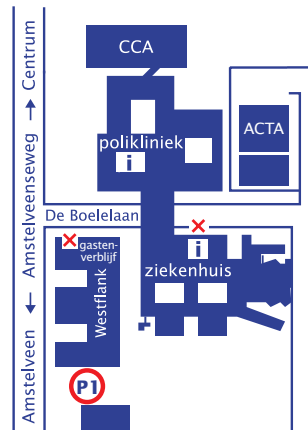 CCA
Centrum
ACTA
polikliniek
i
Amstelveenseweg
De Boelelaan
i
gasten-
verblijf
ziekenhuis
Westflank
Amstelveen
P1